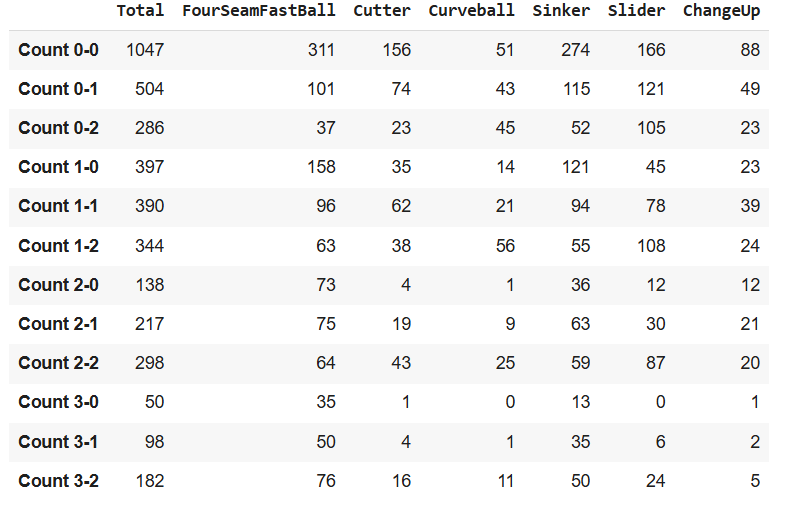 Total FourSeamFastBall Cutter Curveball Sinker Slider ChangeUp
Count 0-0 1047 311 156 51 274 166 88
Count 0-1 504 101 74 43 115 121 49
Count 0-2 286 37 23 45 52 105 23
Count 1-0 397 158 35 14 121 45 23
Count 1-1 390 96 62 21 94 78 39
Count 1-2 344 63 38 56 55 108 24
Count 2-0 138 73 4 1 36 12 12
Count 2-1 217 75 19 9 63 30 21
Count 2-2 298 64 43 25 59 87 20
Count 3-0 50 35 1 0 13 0 1
Count 3-1 98 50 4 1 35 6 2
Count 3-2 182 76 16 11 50 24 5